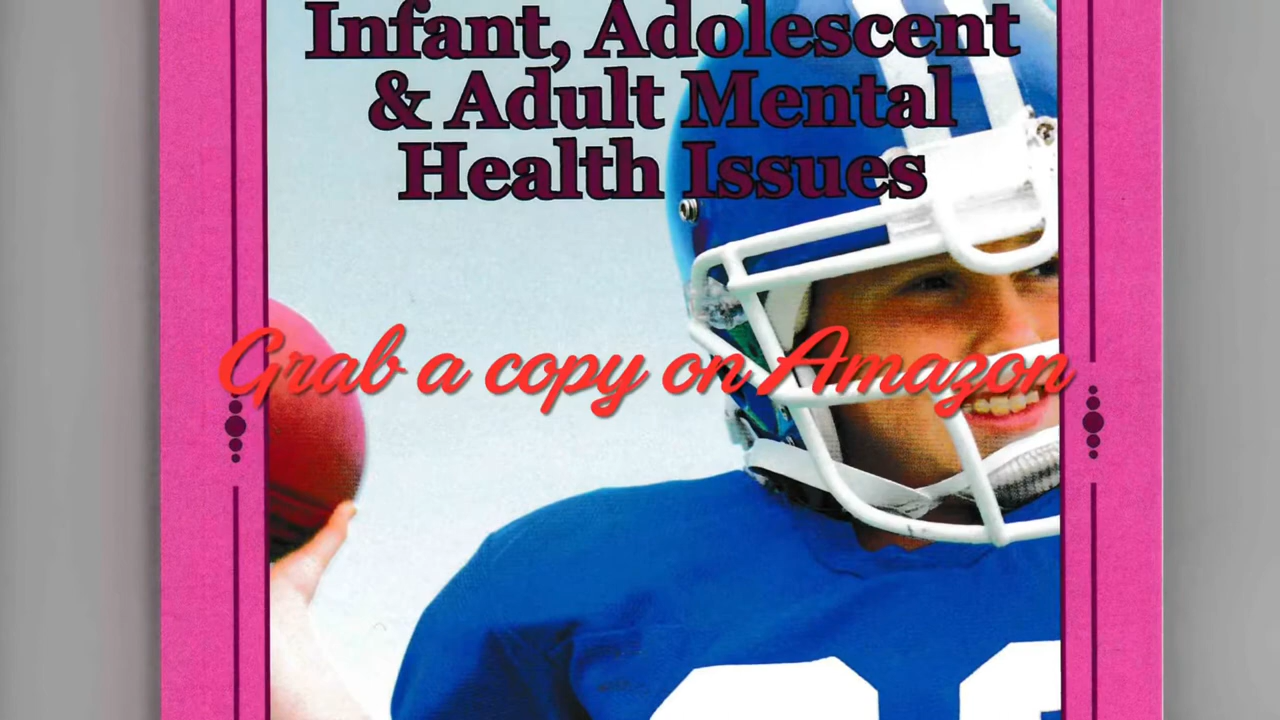 Infant, Adolescent
& Adult Mental
Health Issues
Grab a copy on Amazon